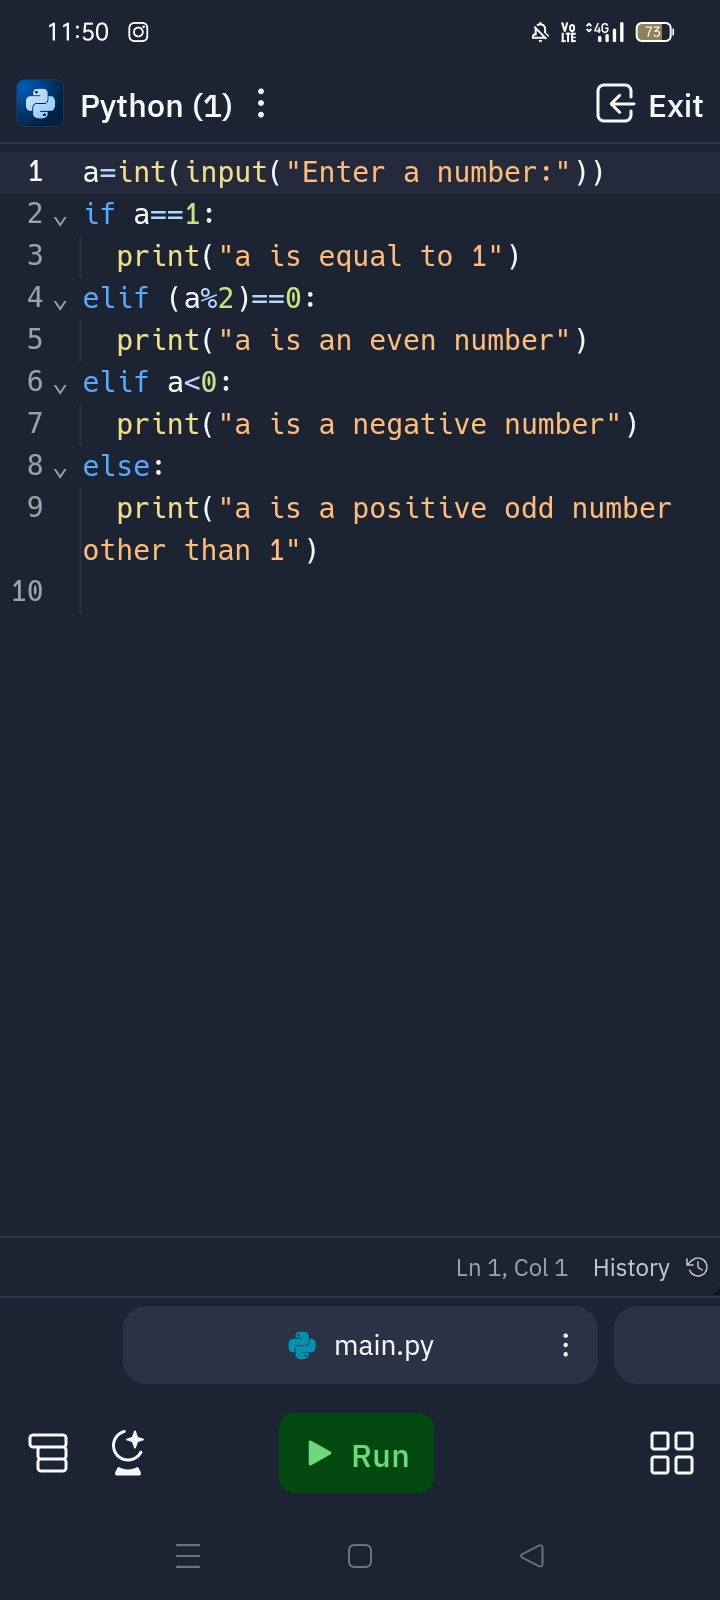 11:50 VoLTE 4G 73
Python (1) Exit
1 a=int(input("Enter a number:"))
2 if a==1:
3   print("a is equal to 1")
4 elif (a%2)==0:
5   print("a is an even number")
6 elif a<0:
7   print("a is a negative number")
8 else:
9   print("a is a positive odd number
other than 1")
10
Ln 1, Col 1 History
main.py
Run